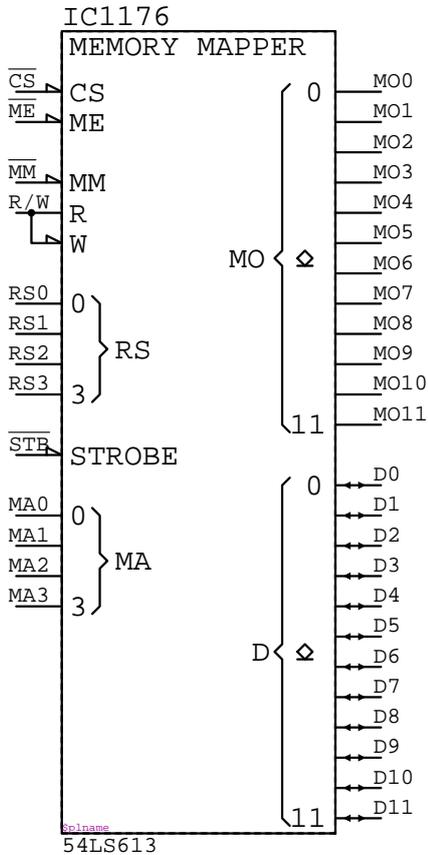 IC1176
MEMORY MAPPER
CS CS 0 MO0
ME ME MO1
MO2
MM MM MO3
R/W R MO4
W MO5
MO ◇ MO6
RS0 0 MO7
RS1 MO8
RS RS2 MO9
RS3 3 MO10
11 MO11
STB STROBE
0 D0
MA0 0 D1
MA1 D2
MA2 MA D3
MA3 3 D4
D5
D ◇ D6
D7
D8
D9
D10
$plname 11 D11
54LS613